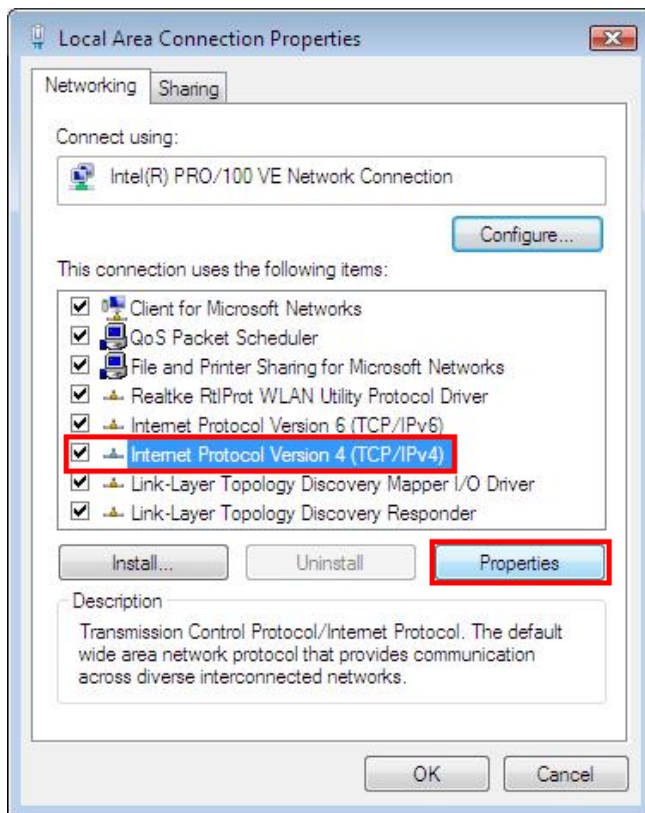 Local Area Connection Properties
Networking
Sharing
Connect using:
Intel(R) PRO/100 VE Network Connection
Configure...
This connection uses the following items:
Client for Microsoft Networks
QoS Packet Scheduler
File and Printer Sharing for Microsoft Networks
Realtke RtlProt WLAN Utility Protocol Driver
Internet Protocol Version 6 (TCP/IPv6)
Internet Protocol Version 4 (TCP/IPv4)
Link-Layer Topology Discovery Mapper I/O Driver
Link-Layer Topology Discovery Responder
Install...
Uninstall
Properties
Description
Transmission Control Protocol/Internet Protocol. The default
wide area network protocol that provides communication
across diverse interconnected networks.
OK
Cancel